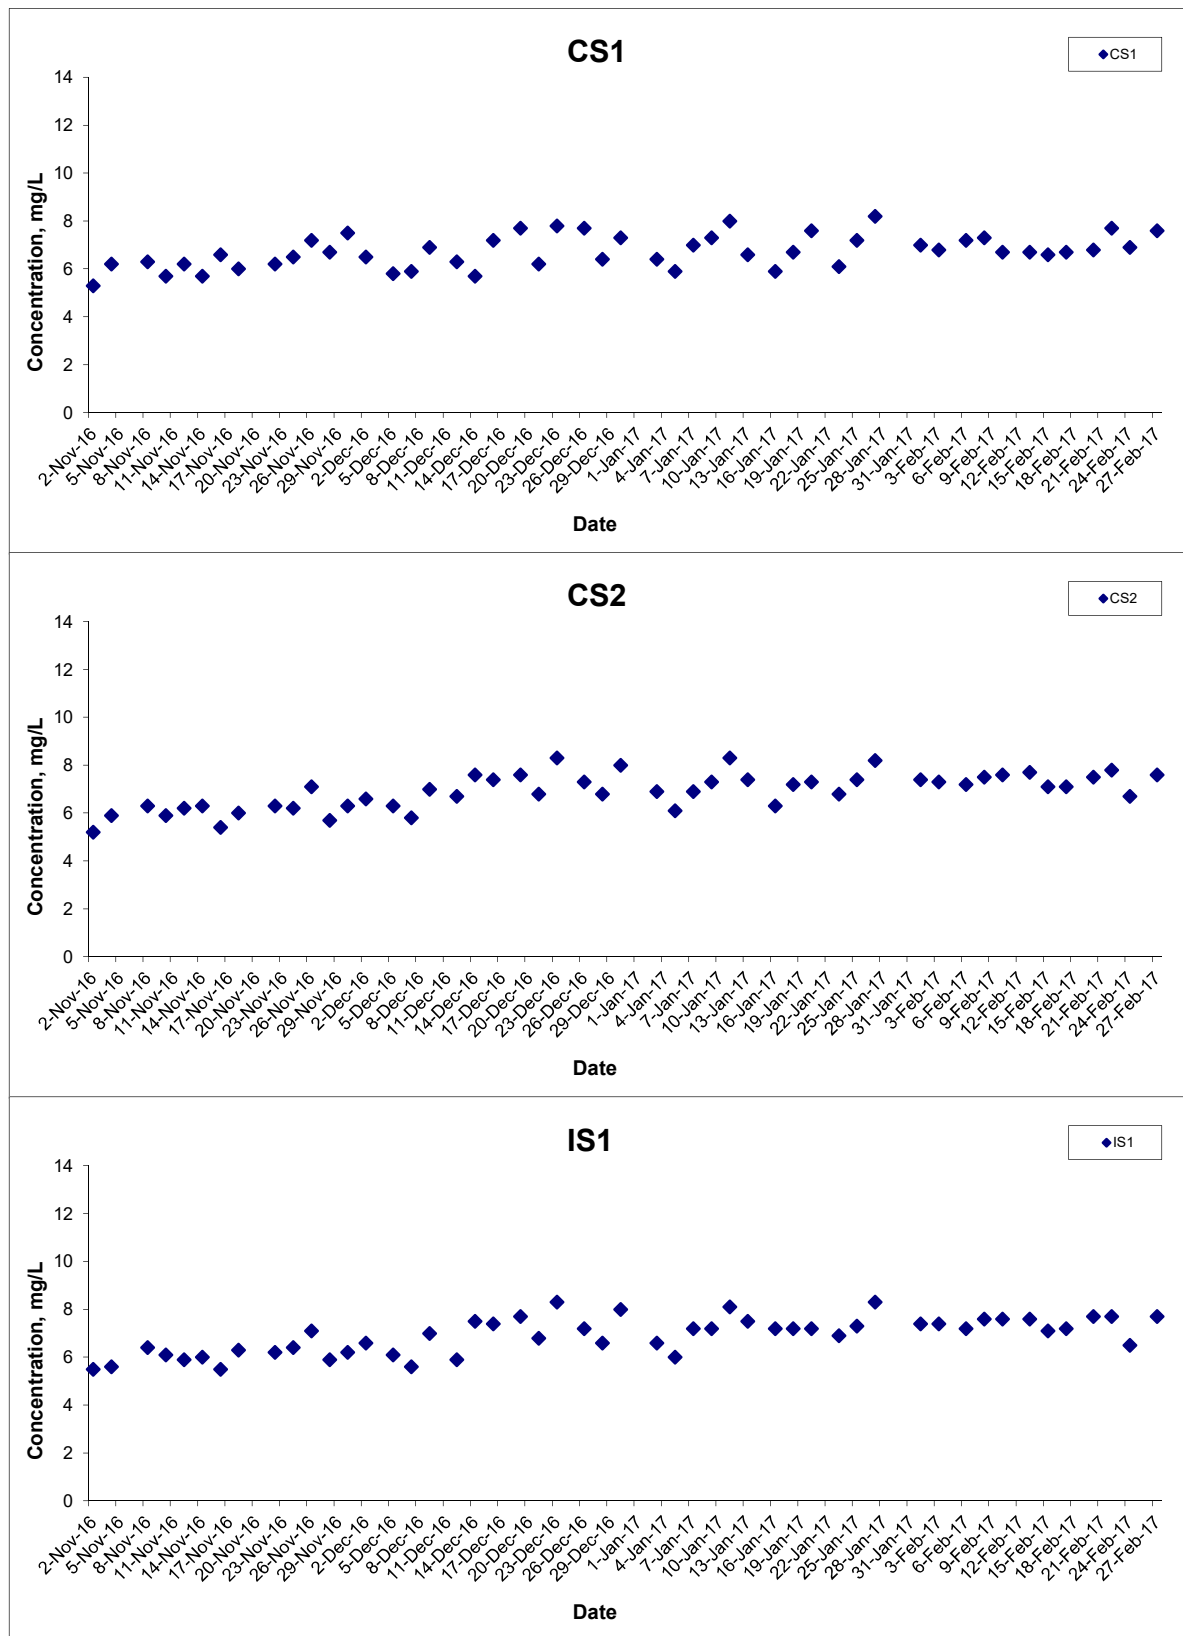 CS1
CS1
Concentration, mg/L
14
12
10
8
6
4
2
0
2-Nov-16
5-Nov-16
8-Nov-16
11-Nov-16
14-Nov-16
17-Nov-16
20-Nov-16
23-Nov-16
26-Nov-16
29-Nov-16
2-Dec-16
5-Dec-16
8-Dec-16
11-Dec-16
14-Dec-16
17-Dec-16
20-Dec-16
23-Dec-16
26-Dec-16
29-Dec-16
1-Jan-17
4-Jan-17
7-Jan-17
10-Jan-17
13-Jan-17
16-Jan-17
19-Jan-17
22-Jan-17
25-Jan-17
28-Jan-17
31-Jan-17
3-Feb-17
6-Feb-17
9-Feb-17
12-Feb-17
15-Feb-17
18-Feb-17
21-Feb-17
24-Feb-17
27-Feb-17
Date
CS2
CS2
Concentration, mg/L
14
12
10
8
6
4
2
0
2-Nov-16
5-Nov-16
8-Nov-16
11-Nov-16
14-Nov-16
17-Nov-16
20-Nov-16
23-Nov-16
26-Nov-16
29-Nov-16
2-Dec-16
5-Dec-16
8-Dec-16
11-Dec-16
14-Dec-16
17-Dec-16
20-Dec-16
23-Dec-16
26-Dec-16
29-Dec-16
1-Jan-17
4-Jan-17
7-Jan-17
10-Jan-17
13-Jan-17
16-Jan-17
19-Jan-17
22-Jan-17
25-Jan-17
28-Jan-17
31-Jan-17
3-Feb-17
6-Feb-17
9-Feb-17
12-Feb-17
15-Feb-17
18-Feb-17
21-Feb-17
24-Feb-17
27-Feb-17
Date
IS1
IS1
Concentration, mg/L
14
12
10
8
6
4
2
0
2-Nov-16
5-Nov-16
8-Nov-16
11-Nov-16
14-Nov-16
17-Nov-16
20-Nov-16
23-Nov-16
26-Nov-16
29-Nov-16
2-Dec-16
5-Dec-16
8-Dec-16
11-Dec-16
14-Dec-16
17-Dec-16
20-Dec-16
23-Dec-16
26-Dec-16
29-Dec-16
1-Jan-17
4-Jan-17
7-Jan-17
10-Jan-17
13-Jan-17
16-Jan-17
19-Jan-17
22-Jan-17
25-Jan-17
28-Jan-17
31-Jan-17
3-Feb-17
6-Feb-17
9-Feb-17
12-Feb-17
15-Feb-17
18-Feb-17
21-Feb-17
24-Feb-17
27-Feb-17
Date